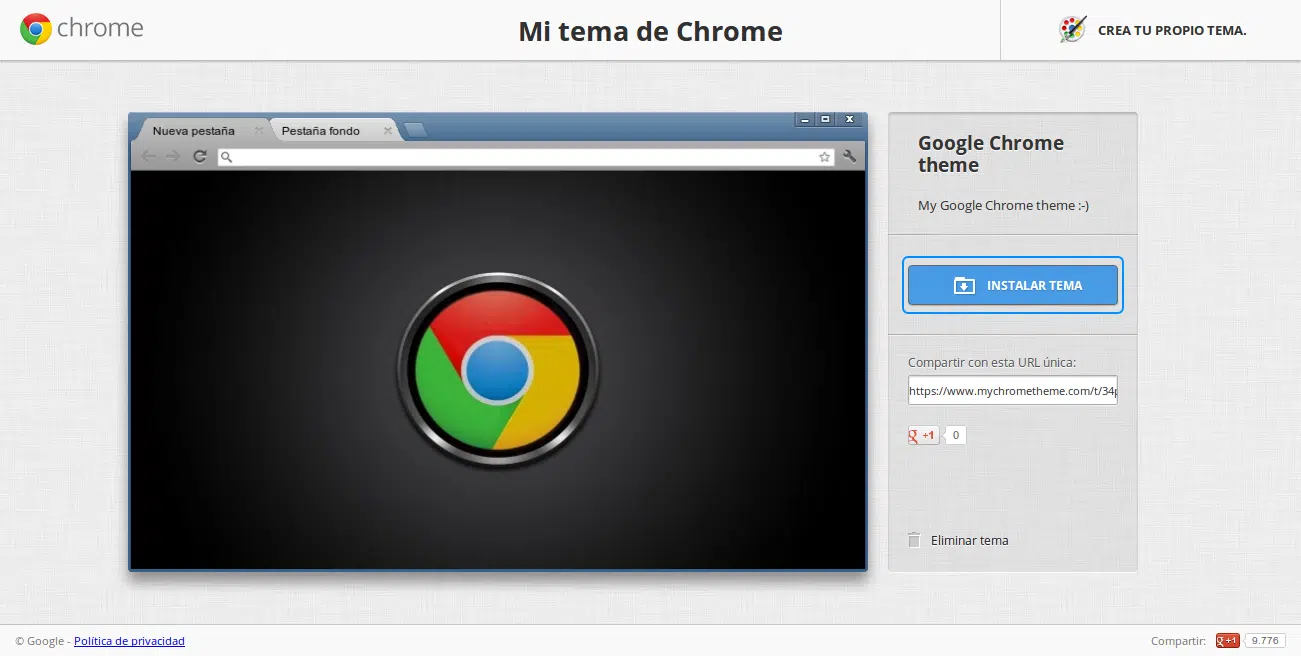 chrome
Mi tema de Chrome
CREA TU PROPIO TEMA.
Nueva pestaña
Pestaña fondo
Google Chrome
theme
My Google Chrome theme :-)
INSTALAR TEMA
Compartir con esta URL única:
https://www.mychrometheme.com/t/34
+1
0
Eliminar tema
© Google - Política de privacidad
Compartir:
+1
9.776